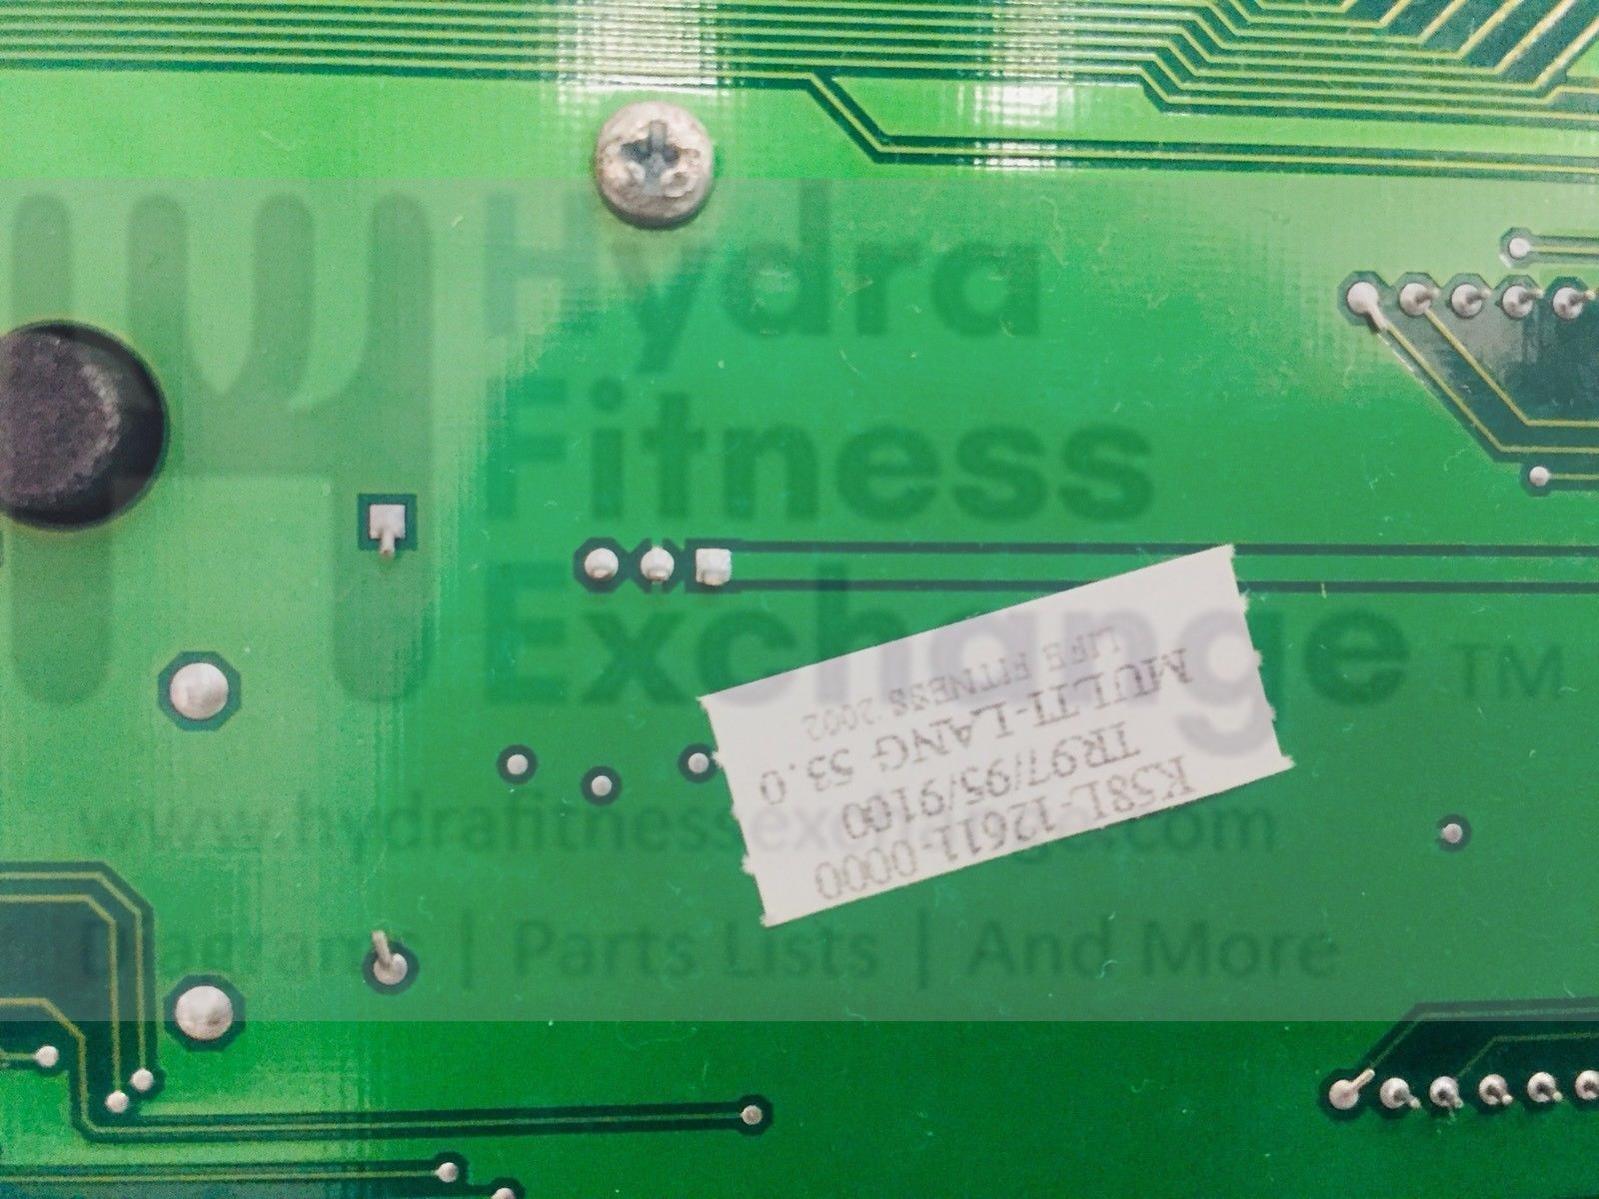 Hydra
Fitness
Exchange TM
www.hydrafitnessexchange.com
Diagrams | Parts Lists | And More
K58L-12611-0000
TR97/95/9100
MULTI-LANG 53.0
LIFE FITNESS 2002